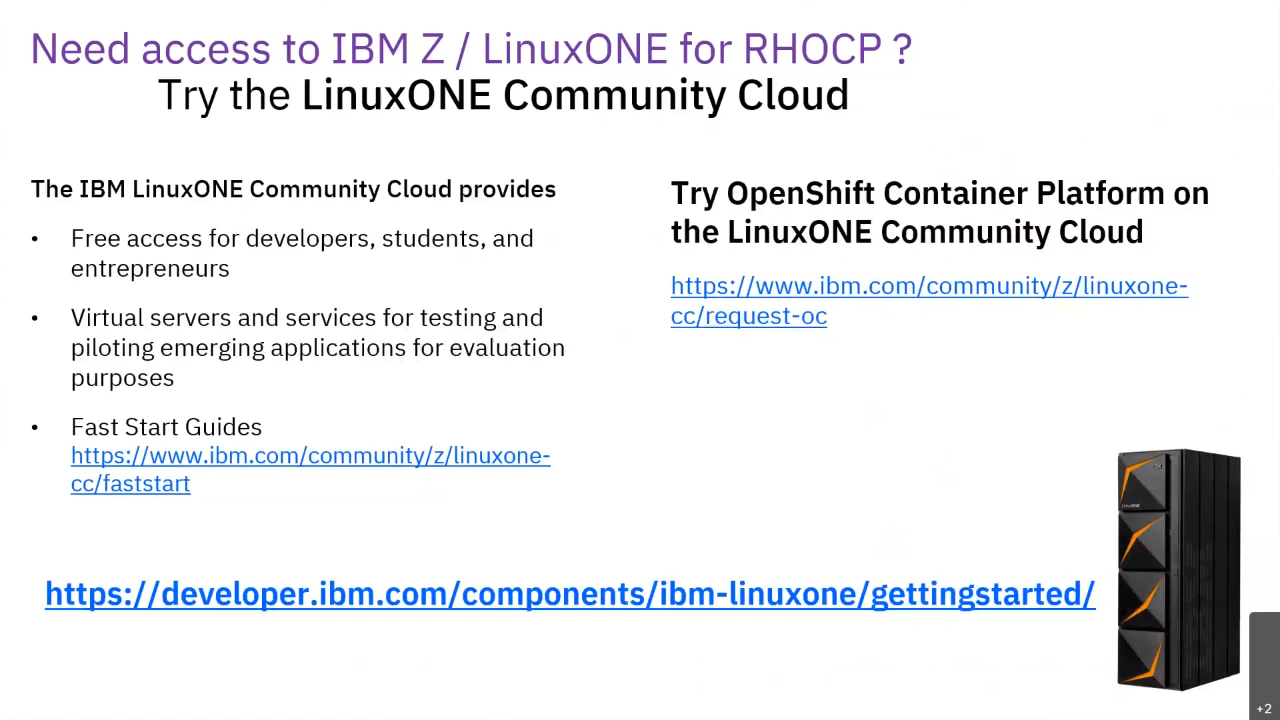 Need access to IBM Z / LinuxONE for RHOCP ?
Try the LinuxONE Community Cloud
The IBM LinuxONE Community Cloud provides
• Free access for developers, students, and
entrepreneurs
• Virtual servers and services for testing and
piloting emerging applications for evaluation
purposes
• Fast Start Guides
https://www.ibm.com/community/z/linuxone-
cc/faststart
Try OpenShift Container Platform on
the LinuxONE Community Cloud
https://www.ibm.com/community/z/linuxone-
cc/request-oc
https://developer.ibm.com/components/ibm-linuxone/gettingstarted/
LinuxONE
+2